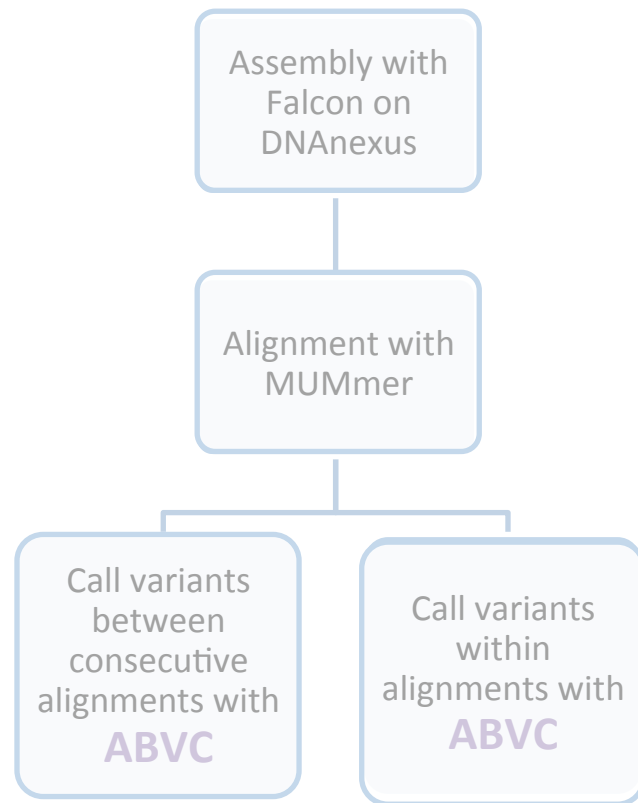 Assembly with
Falcon on
DNAnexus
Alignment with
MUMmer
Call variants
between
consecutive
alignments with
ABVC
Call variants
within
alignments with
ABVC